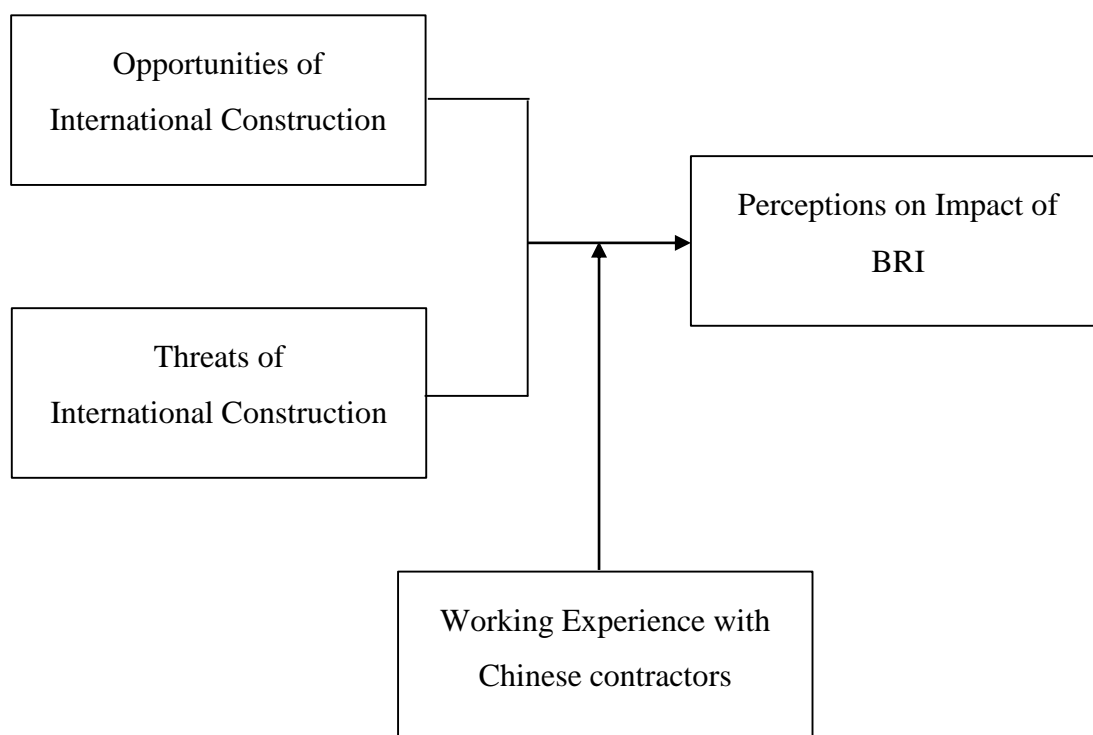 Opportunities of
International Construction
Perceptions on Impact of
BRI
Threats of
International Construction
Working Experience with
Chinese contractors